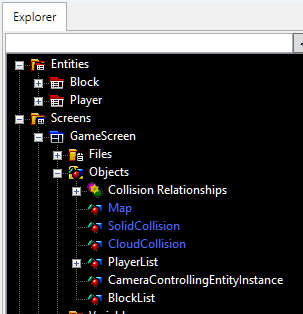 Explorer
Entities
Block
Player
Screens
GameScreen
Files
Objects
Collision Relationships
Map
SolidCollision
CloudCollision
PlayerList
CameraControllingEntityInstance
BlockList